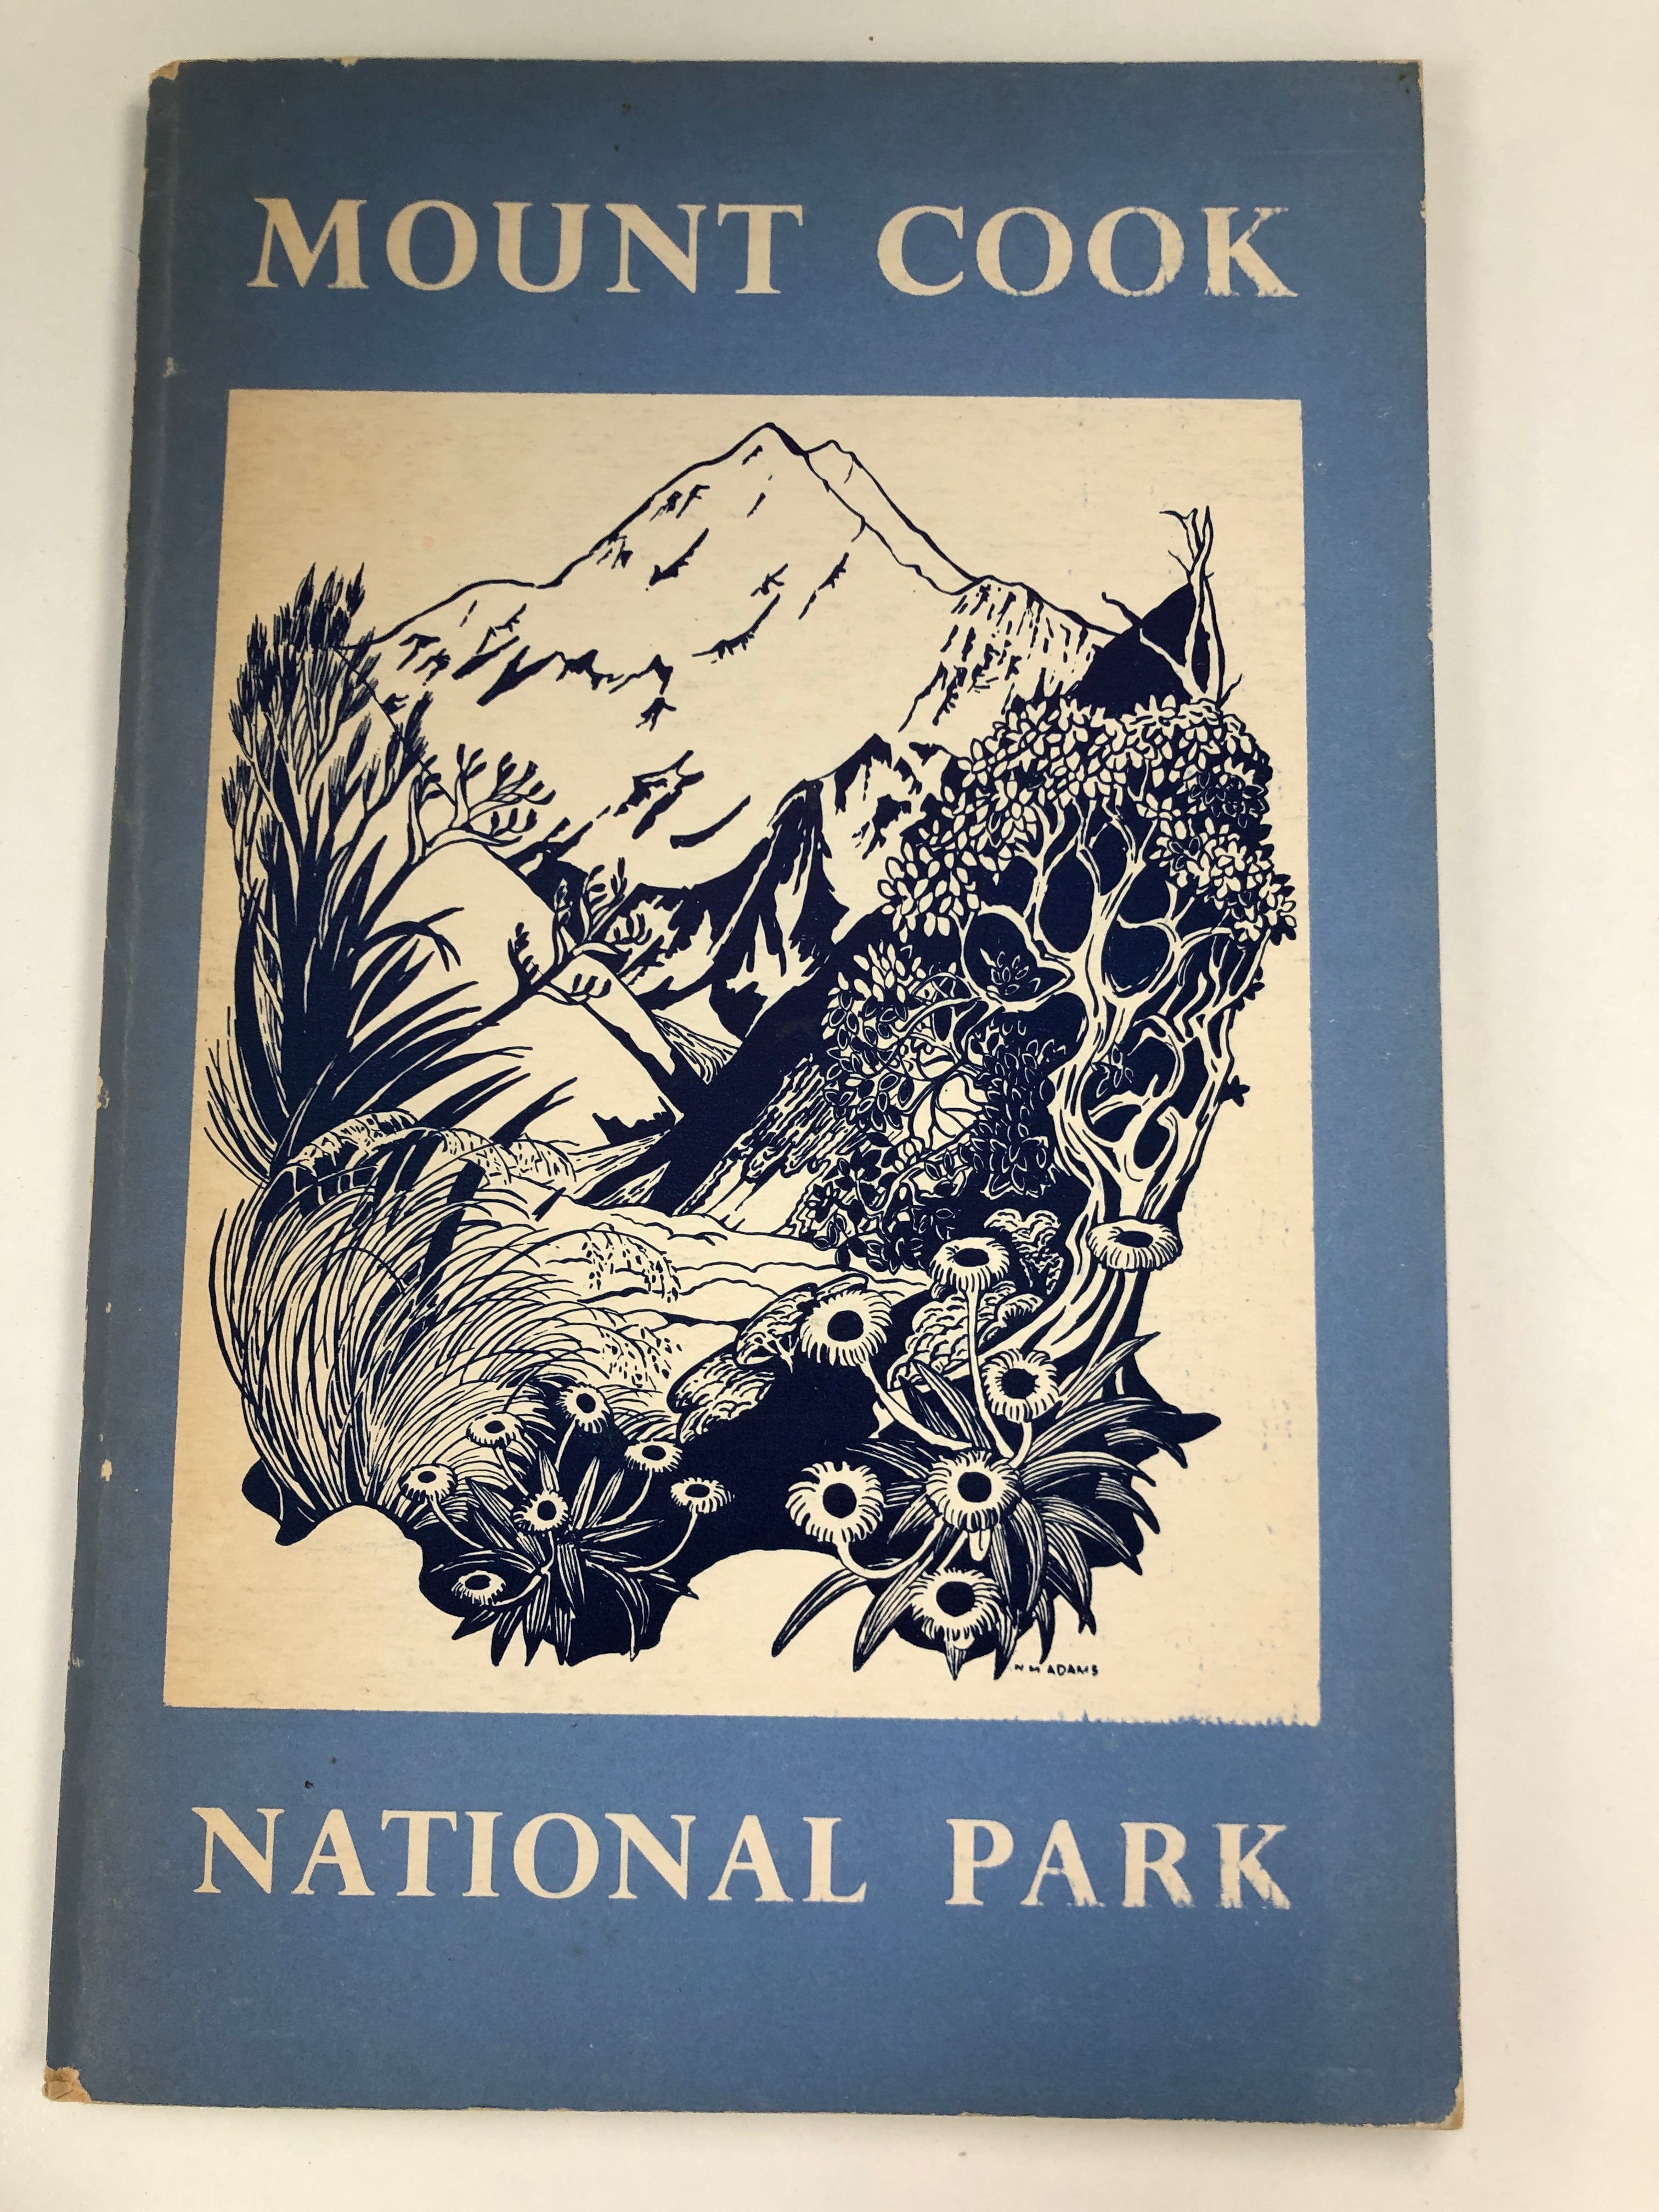 MOUNT COOK
N M ADAMS
NATIONAL PARK